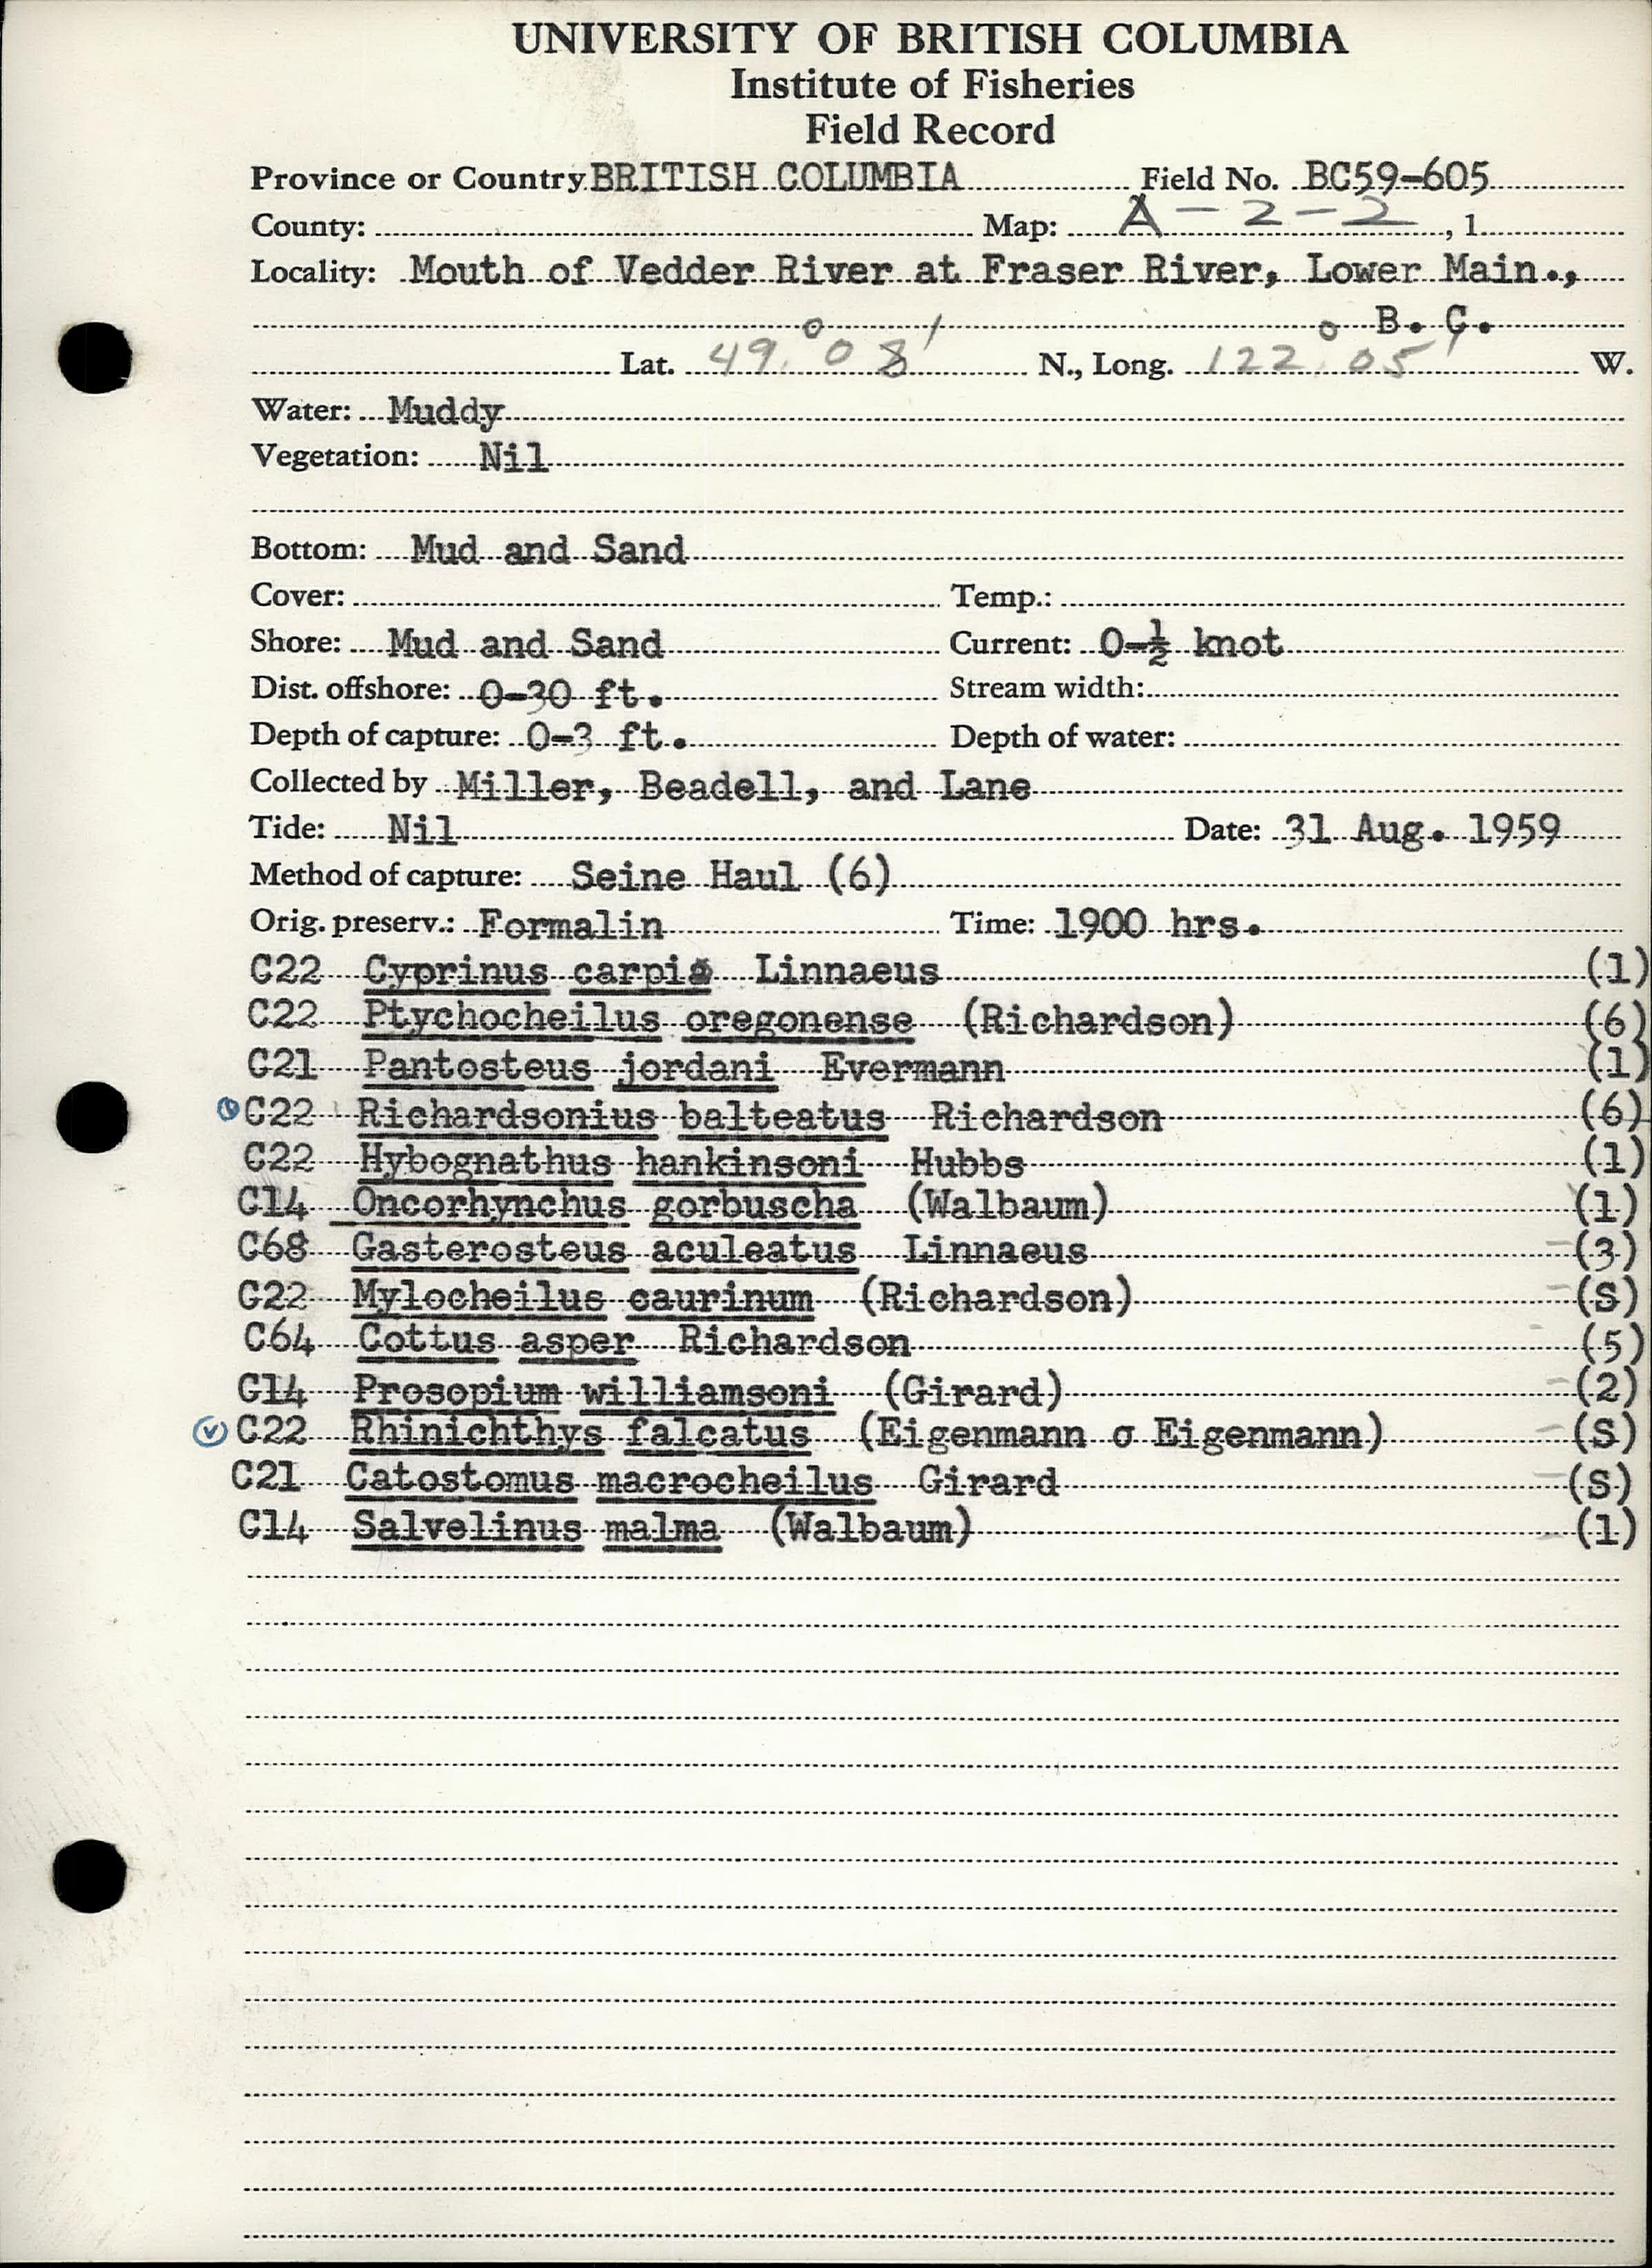 UNIVERSITY OF BRITISH COLUMBIA
Institute of Fisheries
Field Record
Province or Country BRITISH COLUMBIA Field No. BC59-605
County: Map: A-2-2, 1
Locality: Mouth of Vedder River at Fraser River, Lower Main.,
B. C.
Lat. 49° 08' N., Long. 122° 05' W.
Water: Muddy
Vegetation: Nil
Bottom: Mud and Sand
Cover: Temp.:
Shore: Mud and Sand Current: 0-½ knot
Dist. offshore: 0-30 ft. Stream width:
Depth of capture: 0-3 ft. Depth of water:
Collected by Miller, Beadell, and Lane
Tide: Nil Date: 31 Aug. 1959
Method of capture: Seine Haul (6)
Orig. preserv.: Formalin Time: 1900 hrs.
C22 Cyprinus carpio Linnaeus (1)
C22 Ptychocheilus oregonense (Richardson) (6)
C21 Pantosteus jordani Evermann (1)
C22 Richardsonius balteatus Richardson (6)
C22 Hybognathus hankinsoni Hubbs (1)
C14 Oncorhynchus gorbuscha (Walbaum) (1)
C68 Gasterosteus aculeatus Linnaeus (3)
C22 Mylocheilus caurinum (Richardson) (S)
C64 Cottus asper Richardson (5)
C14 Prosopium williamsoni (Girard) (2)
C22 Rhinichthys falcatus (Eigenmann σ Eigenmann) (S)
C21 Catostomus macrocheilus Girard (S)
C14 Salvelinus malma (Walbaum) (1)